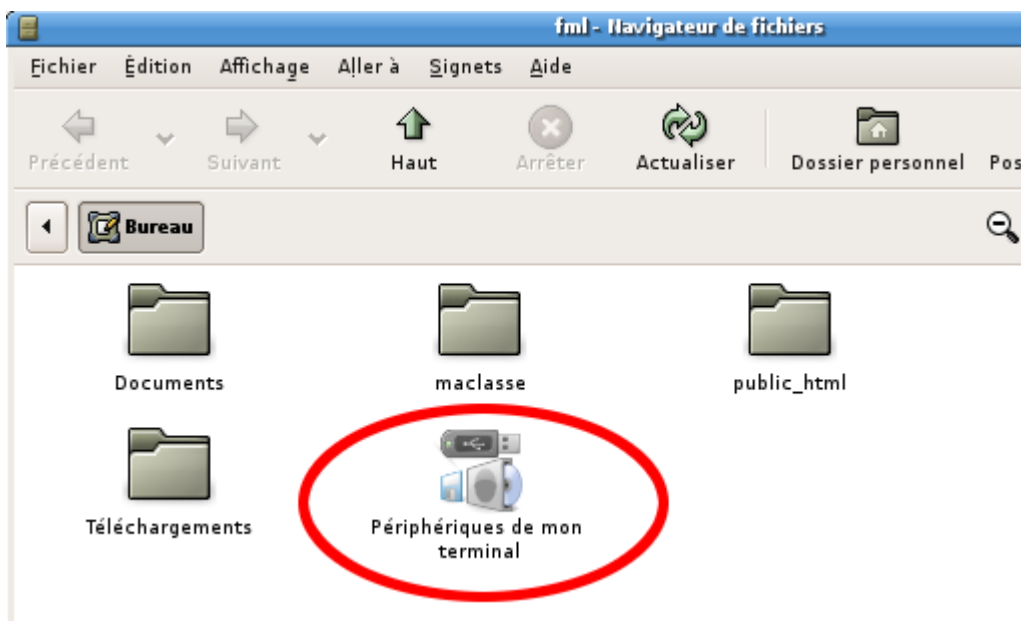 fml - Navigateur de fichiers
Fichier Édition Affichage Aller à Signets Aide
Précédent Suivant Haut Arrêter Actualiser Dossier personnel Pos
Bureau
Documents maclasse public_html
Téléchargements Périphériques de mon
terminal